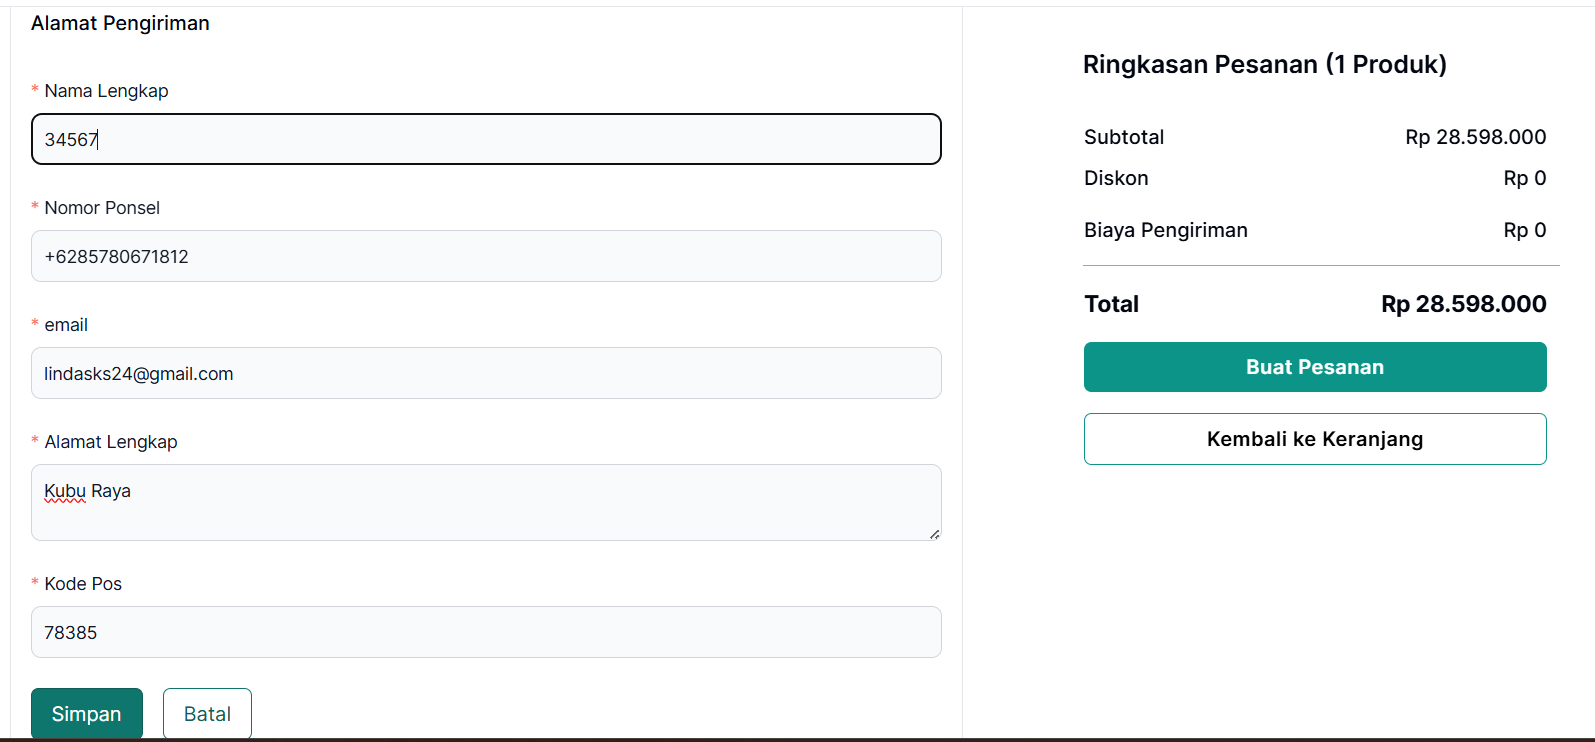 Alamat Pengiriman
* Nama Lengkap
34567
* Nomor Ponsel
+6285780671812
* email
lindasks24@gmail.com
* Alamat Lengkap
Kubu Raya
* Kode Pos
78385
Simpan
Batal
Ringkasan Pesanan (1 Produk)
Subtotal Rp 28.598.000
Diskon Rp 0
Biaya Pengiriman Rp 0
Total Rp 28.598.000
Buat Pesanan
Kembali ke Keranjang